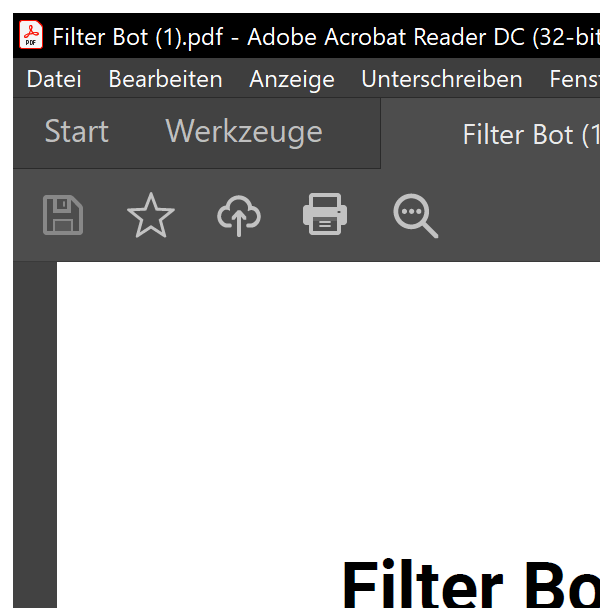 Filter Bot (1).pdf - Adobe Acrobat Reader DC (32-bit
Datei Bearbeiten Anzeige Unterschreiben Fenst
Start Werkzeuge Filter Bot (1
PDF
Filter Bo